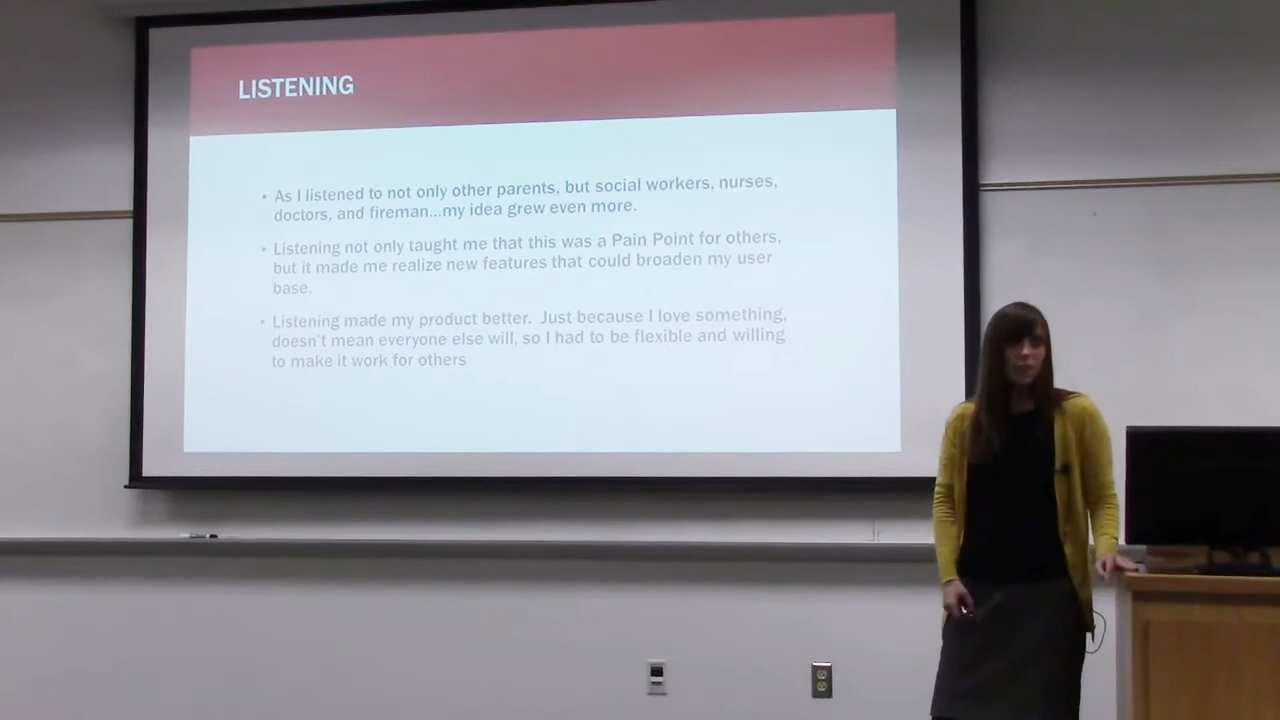 LISTENING
• As I listened to not only other parents, but social workers, nurses,
doctors, and fireman...my idea grew even more.
• Listening not only taught me that this was a Pain Point for others,
but it made me realize new features that could broaden my user
base.
• Listening made my product better.  Just because I love something,
doesn't mean everyone else will, so I had to be flexible and willing
to make it work for others